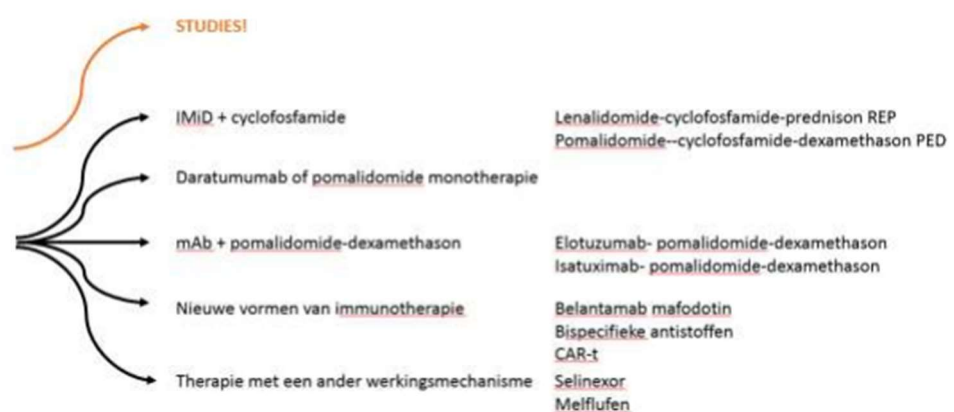 STUDIES!
IMiD + cyclofosfamide
Lenalidomide-cyclofosfamide-prednison REP
Pomalidomide--cyclofosfamide-dexamethason PED
Daratumumab of pomalidomide monotherapie
mAb + pomalidomide-dexamethason
Elotuzumab- pomalidomide-dexamethason
Isatuximab- pomalidomide-dexamethason
Nieuwe vormen van immunotherapie
Belantamab mafodotin
Bispecifieke antistoffen
CAR-t
Therapie met een ander werkingsmechanisme
Selinexor
Melflufen